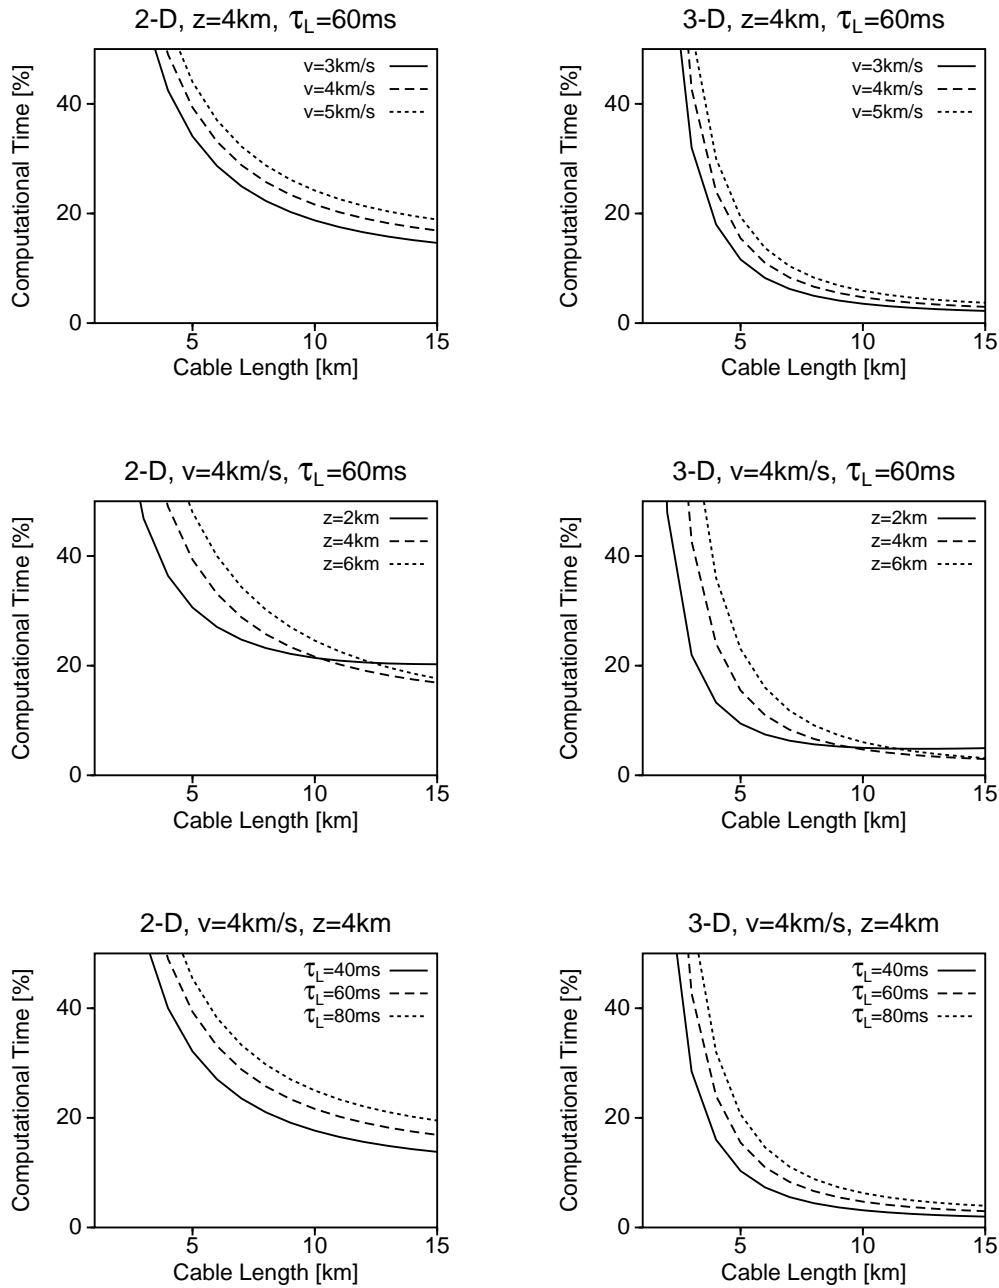 2-D, z=4km, τL=60ms
Computational Time [%]
v=3km/s
v=4km/s
v=5km/s
40
20
0
5
10
15
Cable Length [km]
3-D, z=4km, τL=60ms
Computational Time [%]
v=3km/s
v=4km/s
v=5km/s
40
20
0
5
10
15
Cable Length [km]
2-D, v=4km/s, τL=60ms
Computational Time [%]
z=2km
z=4km
z=6km
40
20
0
5
10
15
Cable Length [km]
3-D, v=4km/s, τL=60ms
Computational Time [%]
z=2km
z=4km
z=6km
40
20
0
5
10
15
Cable Length [km]
2-D, v=4km/s, z=4km
Computational Time [%]
τL=40ms
τL=60ms
τL=80ms
40
20
0
5
10
15
Cable Length [km]
3-D, v=4km/s, z=4km
Computational Time [%]
τL=40ms
τL=60ms
τL=80ms
40
20
0
5
10
15
Cable Length [km]